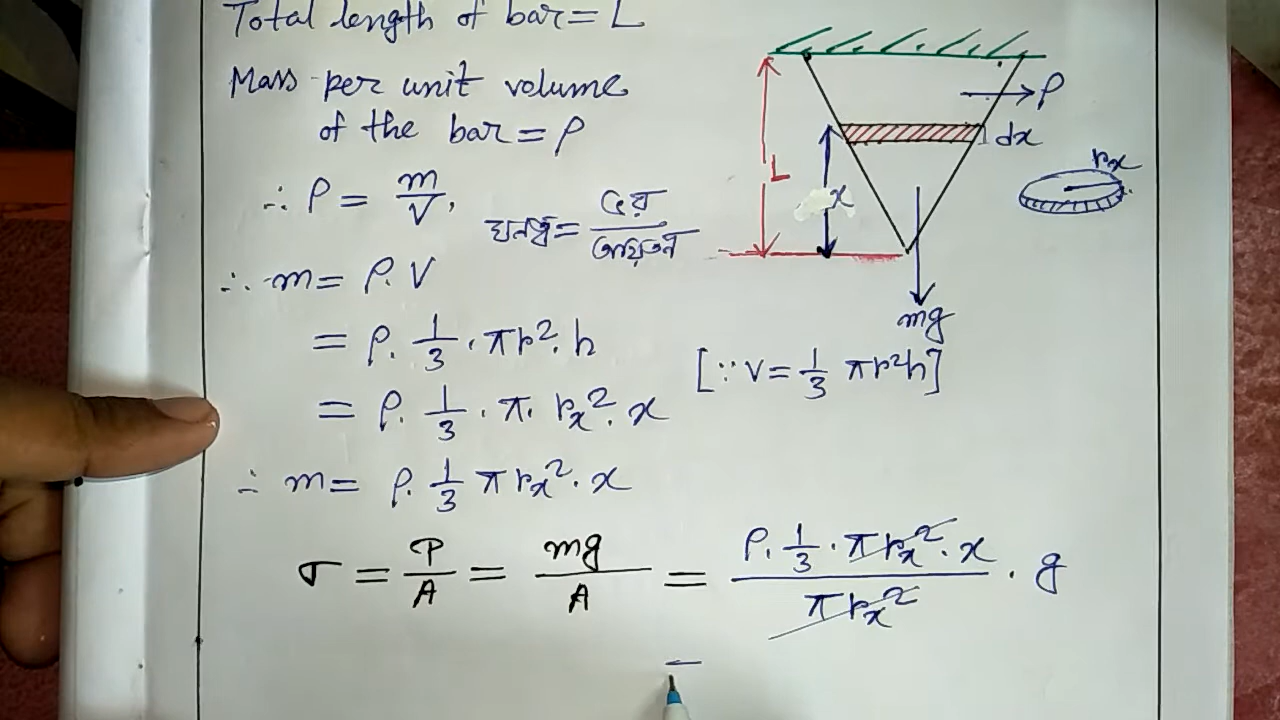 Total length of bar = L
Mass per unit volume
of the bar = ρ
∴ ρ = m/V,
ঘনত্ব = ভর/আয়তন
∴ m = ρ. V
= ρ. 1/3 . πr². h
[∵ V = 1/3 πr²h]
= ρ. 1/3 . π. rₓ². x
∴ m = ρ. 1/3 πrₓ². x
σ = P/A = mg/A = (ρ. 1/3 . πrₓ². x)/(πrₓ²) . g
ρ
dx
rₓ
L
x
mg